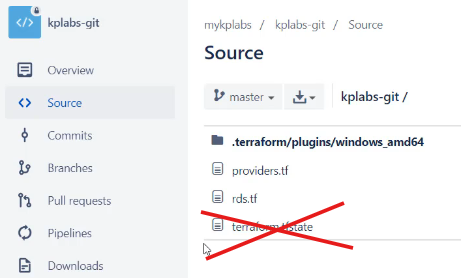 kplabs-git
Overview
Source
Commits
Branches
Pull requests
Pipelines
Downloads
mykplabs / kplabs-git / Source
Source
master
kplabs-git /
.terraform/plugins/windows_amd64
providers.tf
rds.tf
terraform.tfstate